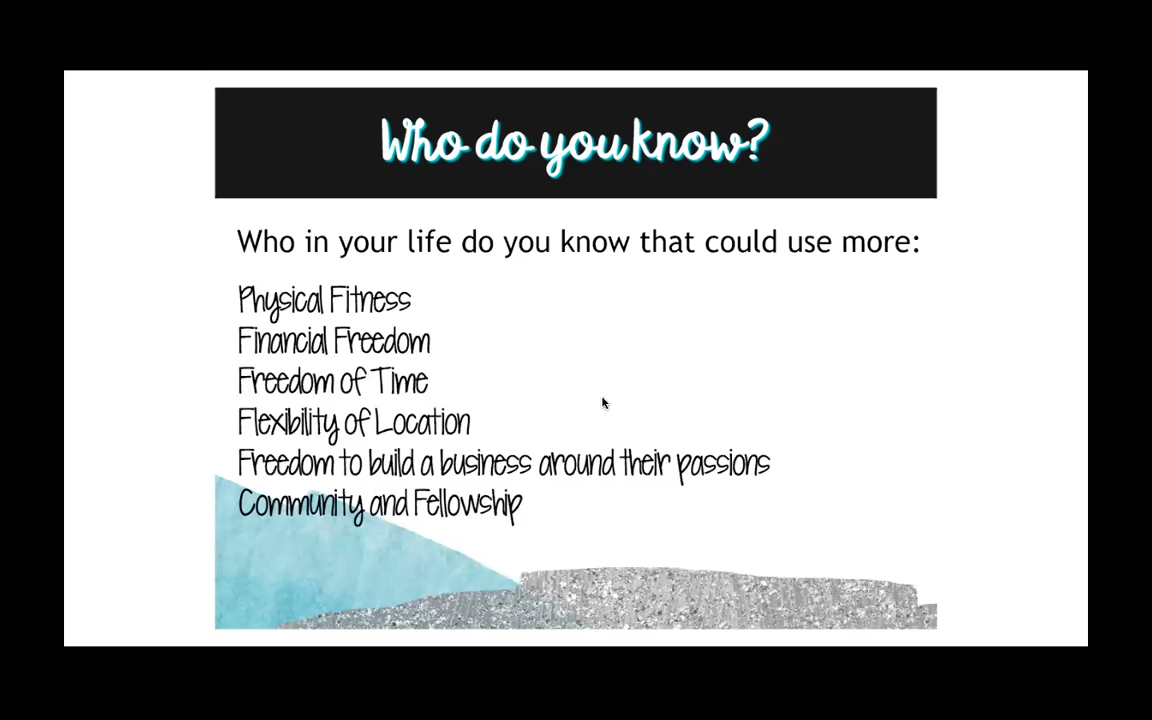 Who do you know?
Who in your life do you know that could use more:
Physical Fitness
Financial Freedom
Freedom of Time
Flexibility of Location
Freedom to build a business around their passions
Community and Fellowship